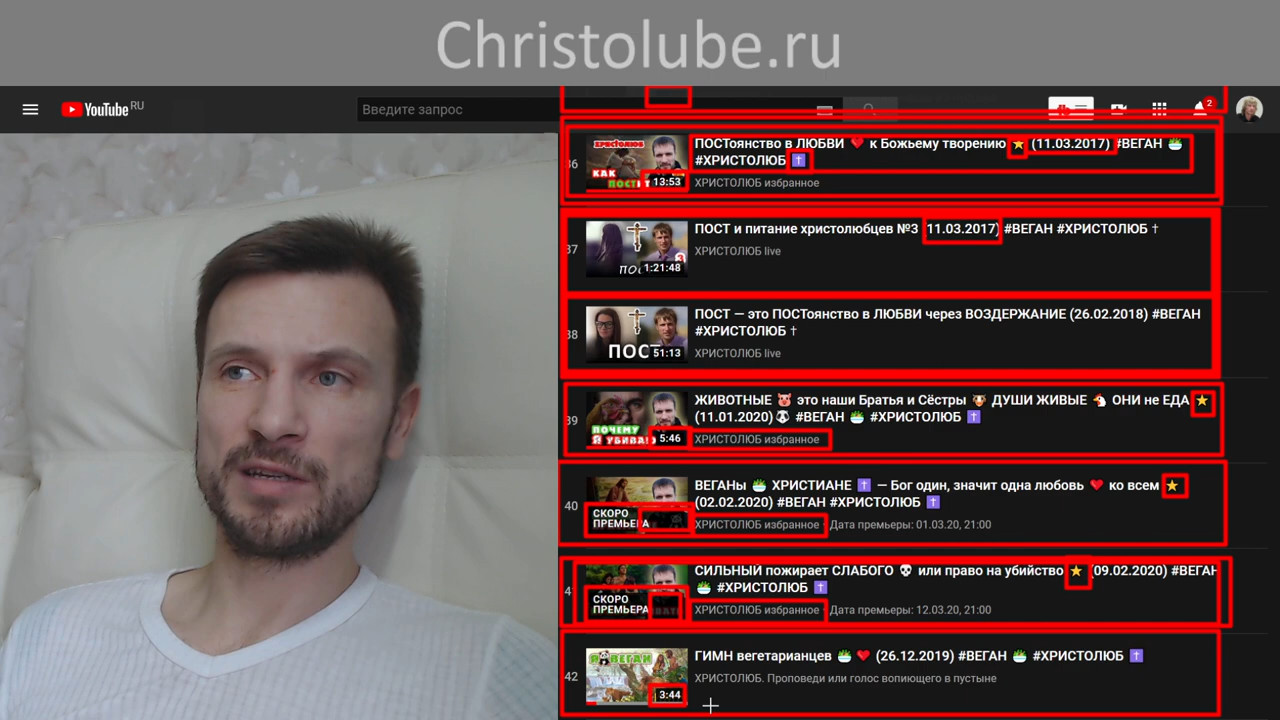 Christolube.ru
YouTube RU
Введите запрос
2
36
ХРИСТОЛЮБ
КАК
13:53
ПОСТоянство в ЛЮБВИ ❤️ к Божьему творению ⭐ (11.03.2017) #ВЕГАН 🥗
#ХРИСТОЛЮБ ✝️
ХРИСТОЛЮБ избранное
37
3
1:21:48
ПОСТ и питание христолюбцев №3 11.03.2017) #ВЕГАН #ХРИСТОЛЮБ †
ХРИСТОЛЮБ live
38
ПОСТ
51:13
ПОСТ — это ПОСТоянство в ЛЮБВИ через ВОЗДЕРЖАНИЕ (26.02.2018) #ВЕГАН
#ХРИСТОЛЮБ †
ХРИСТОЛЮБ live
39
ПОЧЕМУ
Я УБИВАЮ
5:46
ЖИВОТНЫЕ 🐷 это наши Братья и Сёстры 🐮 ДУШИ ЖИВЫЕ 🐔 ОНИ не ЕДА ⭐
(11.01.2020) 🐼 #ВЕГАН 🥗 #ХРИСТОЛЮБ ✝️
ХРИСТОЛЮБ избранное
40
СКОРО
ПРЕМЬЕРА
ВЕГАНы 🥗 ХРИСТИАНЕ ✝️ — Бог один, значит одна любовь ❤️ ко всем ⭐
(02.02.2020) #ВЕГАН #ХРИСТОЛЮБ ✝️
ХРИСТОЛЮБ избранное Дата премьеры: 01.03.20, 21:00
СКОРО
ПРЕМЬЕРА
СИЛЬНЫЙ пожирает СЛАБОГО 💀 или право на убийство ⭐ (09.02.2020) #ВЕГАН
🥗 #ХРИСТОЛЮБ ✝️
ХРИСТОЛЮБ избранное Дата премьеры: 12.03.20, 21:00
42
Я ВЕГАН
3:44
ГИМН вегетарианцев 🥗 ❤️ (26.12.2019) #ВЕГАН 🥗 #ХРИСТОЛЮБ ✝️
ХРИСТОЛЮБ. Проповеди или голос вопиющего в пустыне